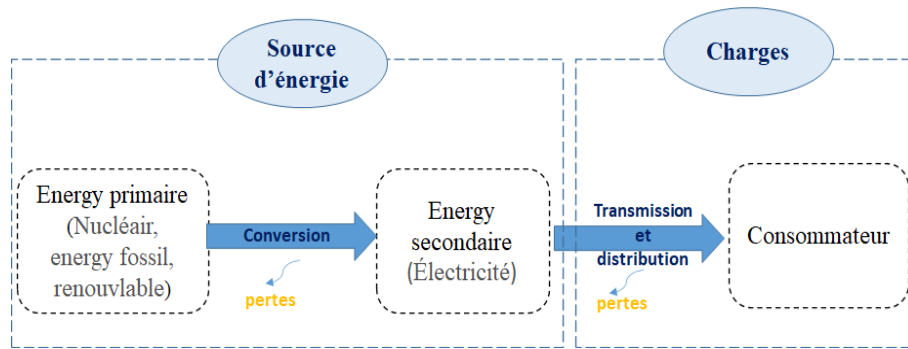 Source
d'énergie
Charges
Energy primaire
(Nucléair,
energy fossil,
renouvlable)
Conversion
pertes
Energy
secondaire
(Électricité)
Transmission
et
distribution
pertes
Consommateur